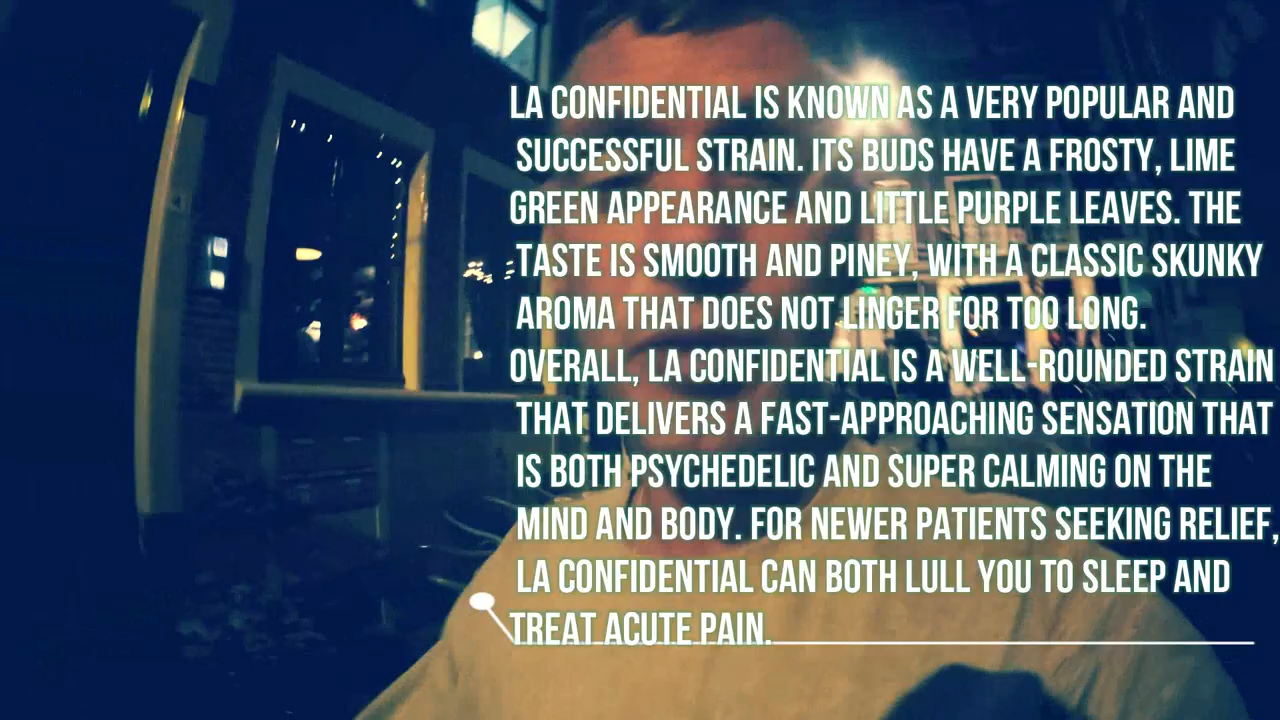 LA CONFIDENTIAL IS KNOWN AS A VERY POPULAR AND
SUCCESSFUL STRAIN. ITS BUDS HAVE A FROSTY, LIME
GREEN APPEARANCE AND LITTLE PURPLE LEAVES. THE
TASTE IS SMOOTH AND PINEY, WITH A CLASSIC SKUNKY
AROMA THAT DOES NOT LINGER FOR TOO LONG.
OVERALL, LA CONFIDENTIAL IS A WELL-ROUNDED STRAIN
THAT DELIVERS A FAST-APPROACHING SENSATION THAT
IS BOTH PSYCHEDELIC AND SUPER CALMING ON THE
MIND AND BODY. FOR NEWER PATIENTS SEEKING RELIEF,
LA CONFIDENTIAL CAN BOTH LULL YOU TO SLEEP AND
TREAT ACUTE PAIN.